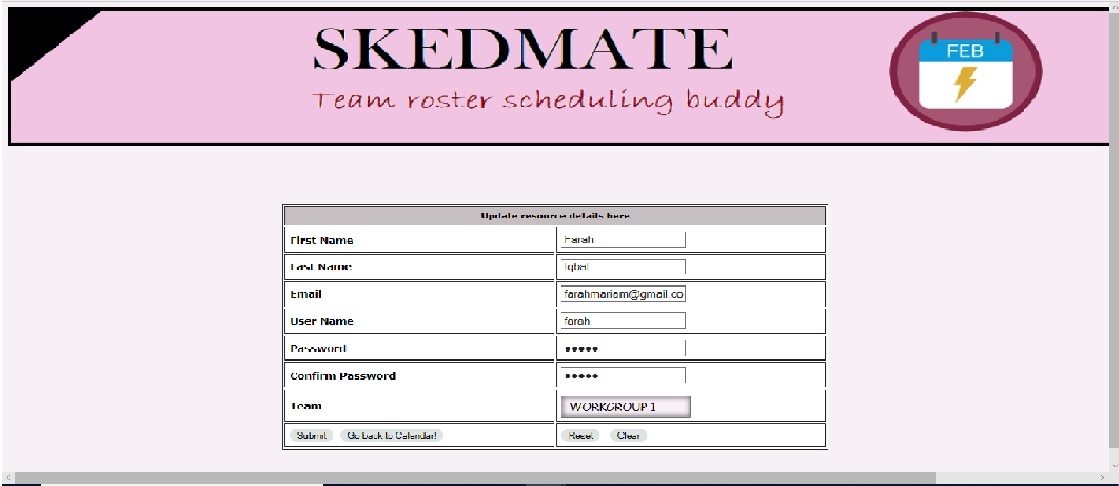 SKEDMATE
Team roster scheduling buddy
FEB
Update resource details here
First Name Farah
Last Name Iqbal
Email farahmariam@gmail.co
User Name farah
Password •••••
Confirm Password •••••
Team WORKGROUP 1
Submit Go back to Calendar! Reset Clear